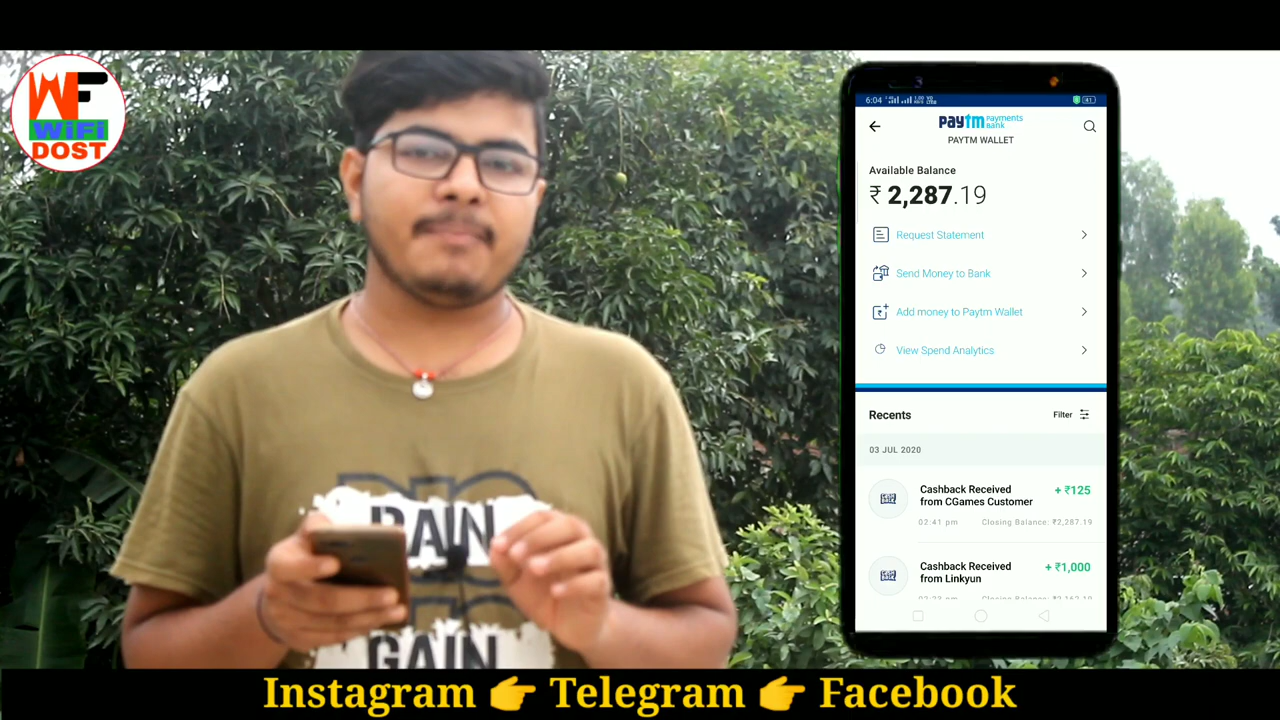 WF
WiFi
DOST
6:04
41
Paytm Payments Bank
PAYTM WALLET
Available Balance
₹ 2,287.19
Request Statement
Send Money to Bank
Add money to Paytm Wallet
View Spend Analytics
Recents
Filter
03 JUL 2020
Cashback Received
from CGames Customer
+ ₹125
02:41 pm
Closing Balance: ₹2,287.19
Cashback Received
from Linkyun
+ ₹1,000
PAIN
GAIN
Instagram 👉 Telegram 👉 Facebook